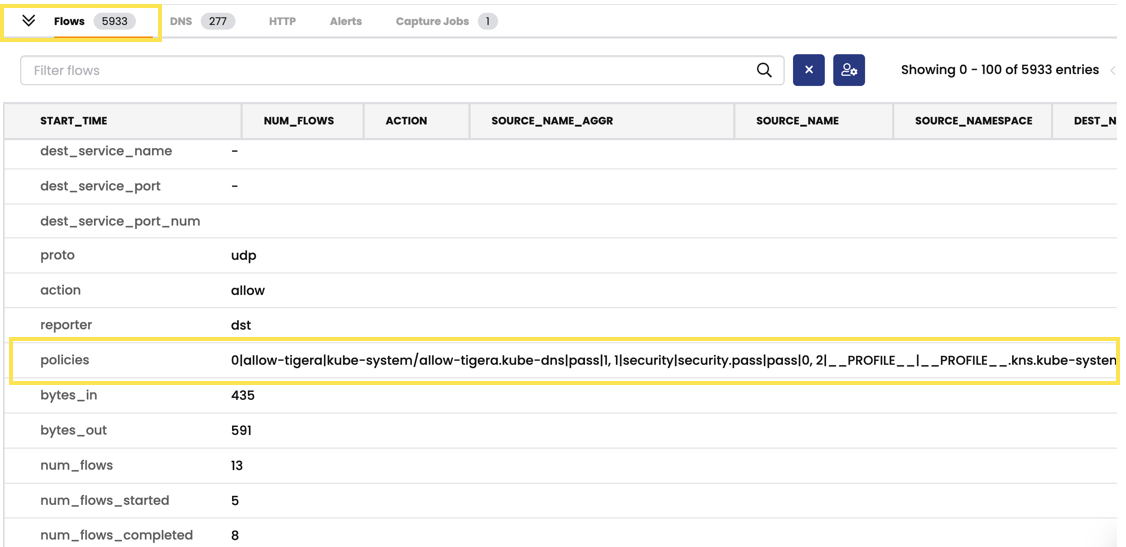 Flows 5933 DNS 277 HTTP Alerts Capture Jobs 1
Filter flows Showing 0 - 100 of 5933 entries
START_TIME NUM_FLOWS ACTION SOURCE_NAME_AGGR SOURCE_NAME SOURCE_NAMESPACE DEST_N
dest_service_name -
dest_service_port -
dest_service_port_num
proto udp
action allow
reporter dst
policies 0|allow-tigera|kube-system/allow-tigera.kube-dns|pass|1, 1|security|security.pass|pass|0, 2|__PROFILE__|__PROFILE__.kns.kube-system
bytes_in 435
bytes_out 591
num_flows 13
num_flows_started 5
num_flows_completed 8